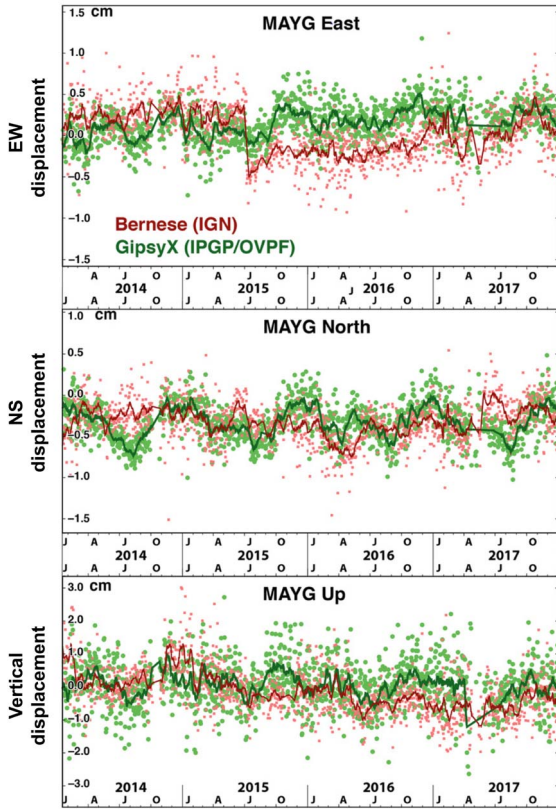 1.5 cm
MAYG East
1.0
0.5
0.0
−0.5
−1.0
−1.5
EW
displacement
Bernese (IGN)
GipsyX (IPGP/OVPF)
J A J O J A J O J A O J A J O
2014 2015 2016 2017
J A J O J A J O J A J O J A J O
1.0 cm
MAYG North
0.5
0.0
−0.5
−1.0
−1.5
NS
displacement
J A J O J A J O J A J O J A J O
2014 2015 2016 2017
J A J O J A J O J A J O J A J O
cm
MAYG Up
3.0
2.0
1.0
0.0
−1.0
−2.0
−3.0
Vertical
displacement
2014 2015 2016 2017
J A J O J A J O J A J O J A J O